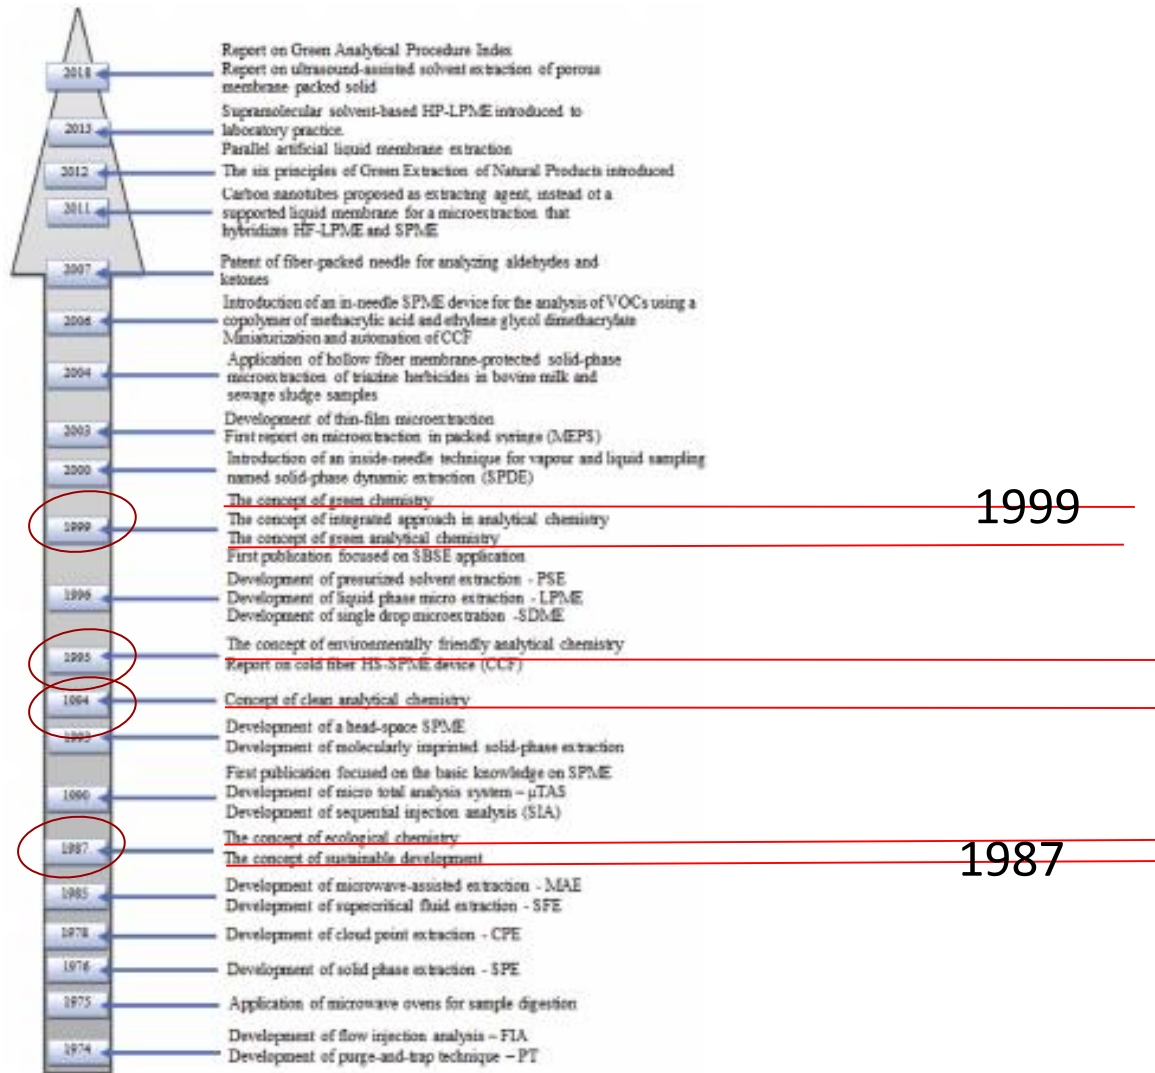 Report on Green Analytical Procedure Index
2018
Report on ultrasound-assisted solvent extraction of porous
membrane packed solid
Supramolecular solvent-based HP-LPME introduced to
2013
laboratory practice.
Parallel artificial liquid membrane extraction
2012
The six principles of Green Extraction of Natural Products introduced
Carbon nanotubes proposed as extracting agent, instead of a
2011
supported liquid membrane for a microextraction that
hybridizes HF-LPME and SPME
2007
Patent of fiber-packed needle for analyzing aldehydes and
ketones
Introduction of an in-needle SPME device for the analysis of VOCs using a
2006
copolymer of methacrylic acid and ethylene glycol dimethacrylate
Miniaturization and automation of CCF
Application of hollow fiber membrane-protected solid-phase
2004
microextraction of triazine herbicides in bovine milk and
sewage sludge samples
Development of thin-film microextraction
2003
First report on microextraction in packed syringe (MEPS)
Introduction of an inside-needle technique for vapour and liquid sampling
2000
named solid-phase dynamic extraction (SPDE)
The concept of green chemistry
1999
The concept of integrated approach in analytical chemistry
1999
The concept of green analytical chemistry
First publication focused on SBSE application
Development of presurized solvent extraction - PSE
1996
Development of liquid phase micro extraction - LPME
Development of single drop microextration -SDME
The concept of environmentally friendly analytical chemistry
1995
Report on cold fiber HS-SPME device (CCF)
1994
Concept of clean analytical chemistry
Development of a head-space SPME
1993
Development of molecularly imprinted solid-phase extraction
First publication focused on the basic knowledge on SPME
1990
Development of micro total analysis system – µTAS
Development of sequential injection analysis (SIA)
The concept of ecological chemistry
1987
The concept of sustainable development
1987
Development of microwave-assisted extraction - MAE
1985
Development of supercritical fluid extraction - SFE
1978
Development of cloud point extraction - CPE
1976
Development of solid phase extraction - SPE
1975
Application of microwave ovens for sample digestion
Development of flow injection analysis – FIA
1974
Development of purge-and-trap technique – PT